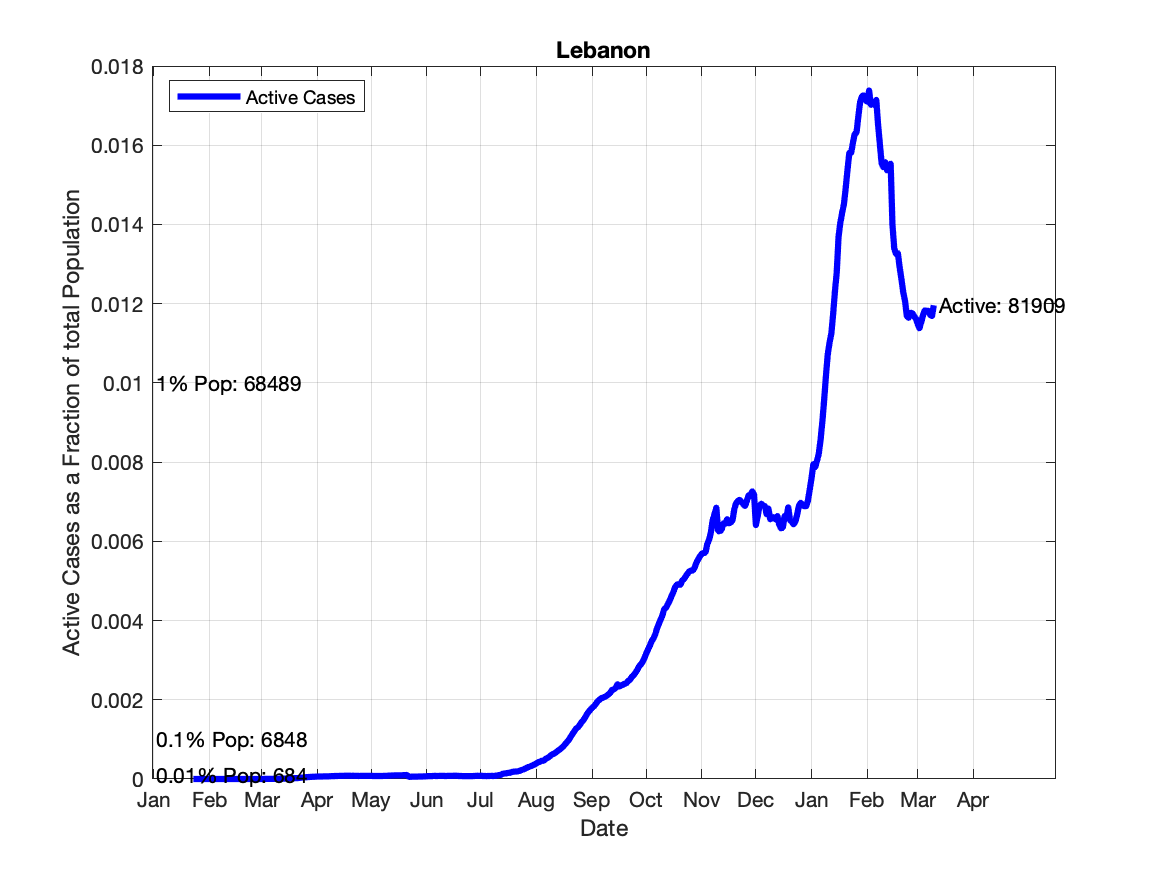 Lebanon
Active Cases
Active Cases as a Fraction of total Population
0.018
0.016
0.014
0.012
0.01
0.008
0.006
0.004
0.002
0
Active: 81909
1% Pop: 68489
0.1% Pop: 6848
0.01% Pop: 684
Jan Feb Mar Apr May Jun Jul Aug Sep Oct Nov Dec Jan Feb Mar Apr
Date